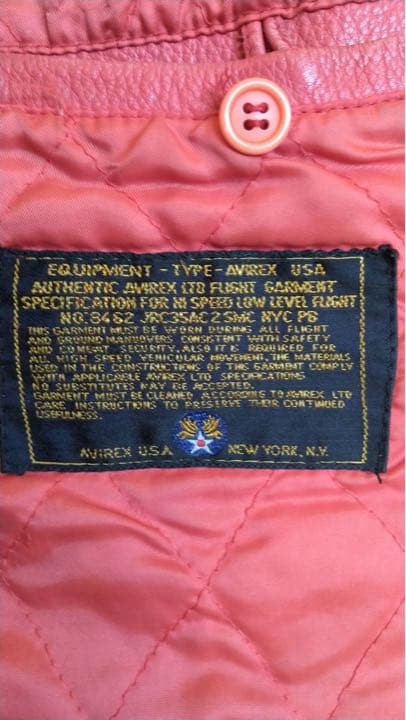 EQUIPMENT - TYPE - AVIREX USA
AUTHENTIC AVIREX LTD FLIGHT GARMENT
SPECIFICATION FOR HI SPEED LOW LEVEL FLIGHT
NO: 8462 JRC35AC25WC NYC PB
THIS GARMENT MUST BE WORN DURING ALL FLIGHT
AND GROUND MANOUVERS CONSISTENT WITH SAFETY
AND COMBAT SECURITY. ALSO IT IS REQUIRED FOR
ALL HIGH SPEED VEHICULAR MOVEMENT. THE MATERIALS
USED IN THE CONSTRUCTIONS OF THIS GARMENT COMPLY
WITH APPLICABLE AVIREX LTD SPECIFICATIONS
NO SUBSTITUTES MAY BE ACCEPTED.
GARMENT MUST BE CLEANED ACCORDING TO AVIREX LTD
CARE INSTRUCTIONS TO PRESERVE THEIR CONTINUED
USEFULNESS.
AVIREX U.S.A NEW YORK, N.Y.